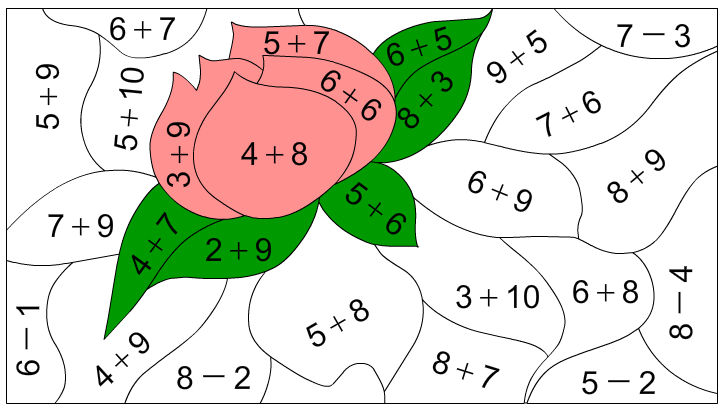 6 + 7
5 + 7
6 + 5
9 + 5
7 − 3
5 + 9
5 + 10
6 + 6
8 + 3
7 + 6
3 + 9
4 + 8
8 + 9
6 + 9
5 + 6
7 + 9
4 + 7
2 + 9
3 + 10
6 + 8
8 − 4
6 − 1
5 + 8
4 + 9
8 − 2
8 + 7
5 − 2